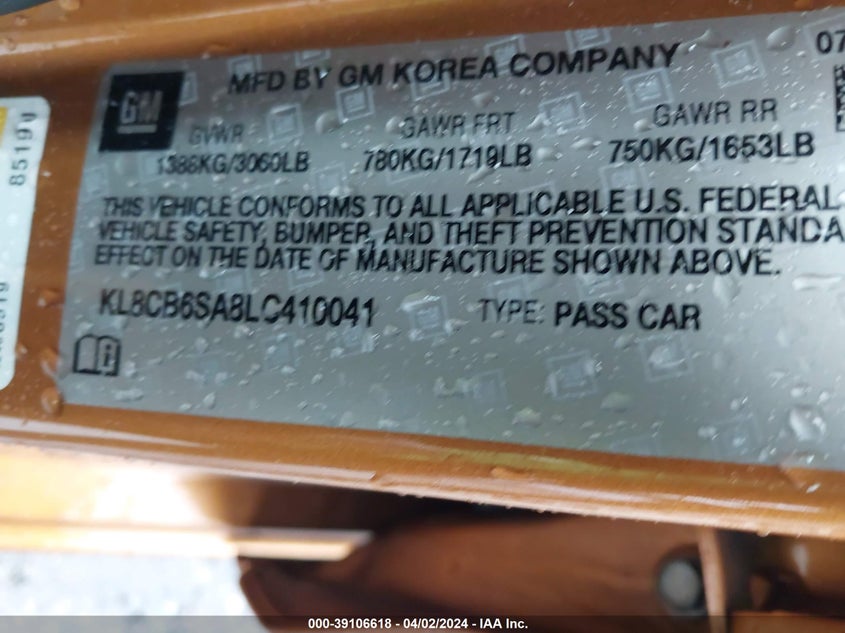 MFD BY GM KOREA COMPANY
07
GM
GVWR
GAWR FRT
GAWR RR
1388KG/3060LB
780KG/1719LB
750KG/1653LB
THIS VEHICLE CONFORMS TO ALL APPLICABLE U.S. FEDERAL
VEHICLE SAFETY, BUMPER, AND THEFT PREVENTION STANDA
EFFECT ON THE DATE OF MANUFACTURE SHOWN ABOVE.
KL8CB6SA8LC410041
TYPE: PASS CAR
000-39106618 - 04/02/2024 - IAA Inc.